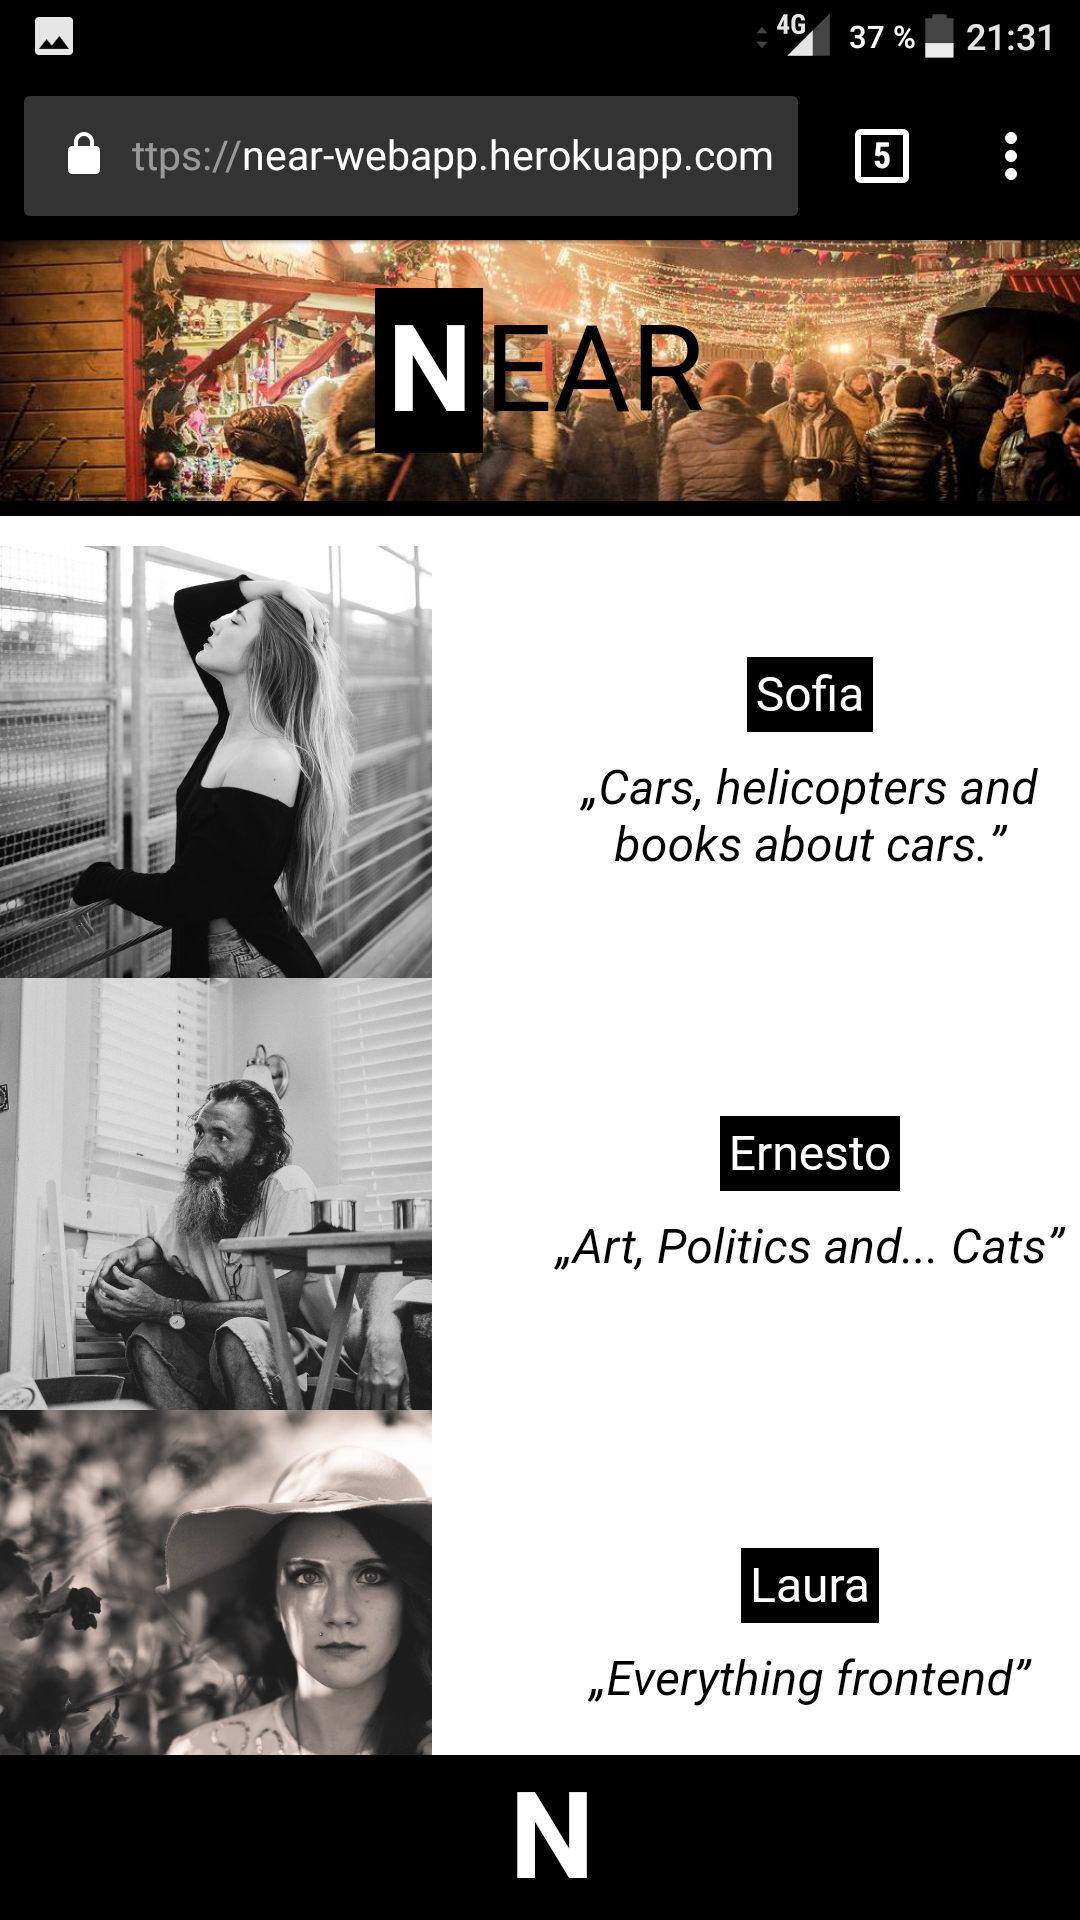 4G 37 % 21:31
ttps://near-webapp.herokuapp.com 5
NEAR
Sofia
„Cars, helicopters and
books about cars.”
Ernesto
„Art, Politics and... Cats”
Laura
„Everything frontend”
N